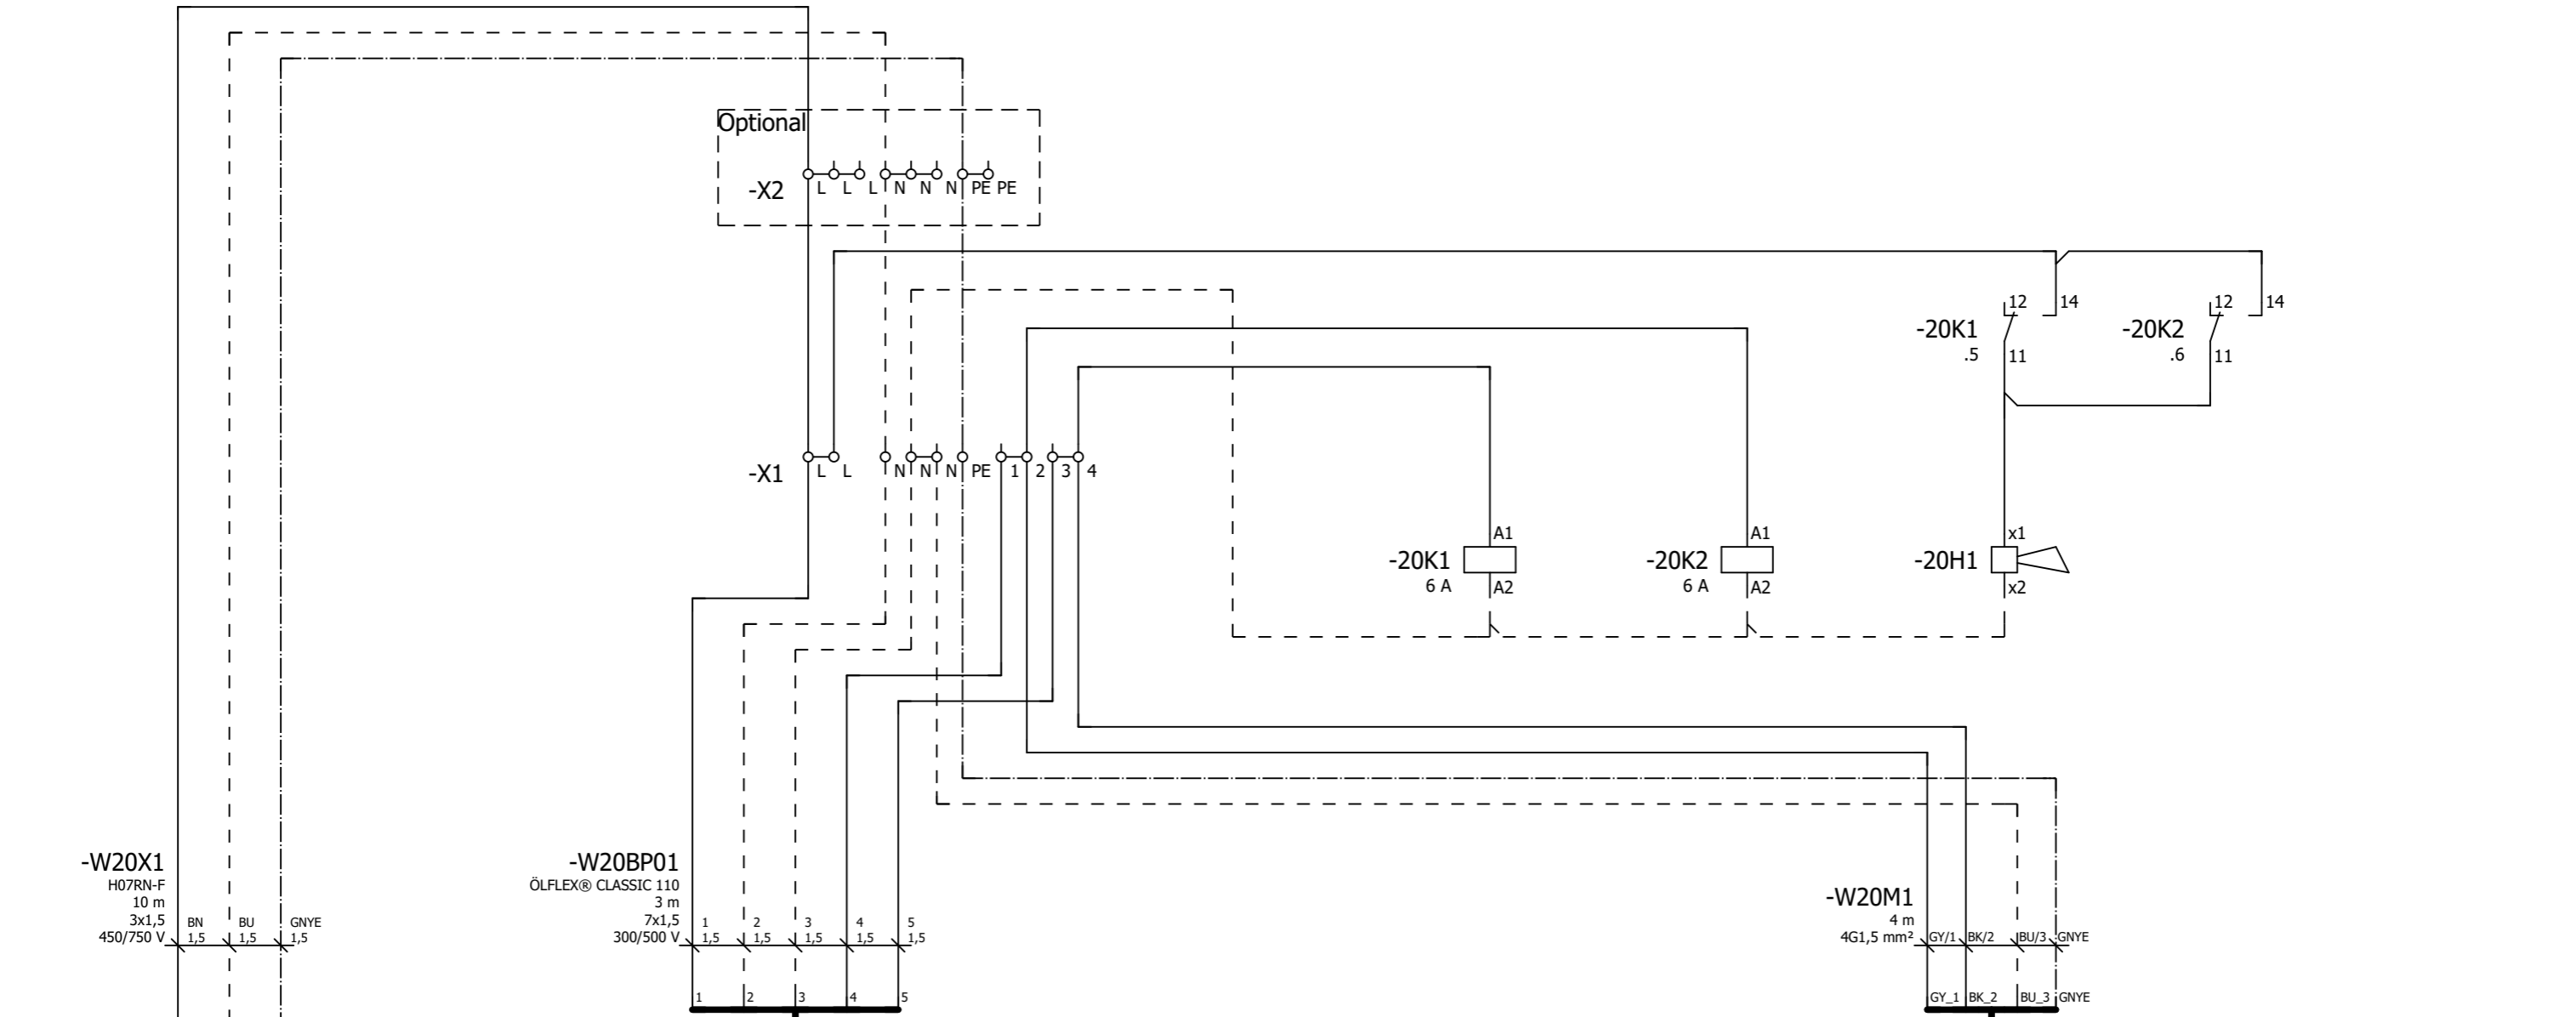 Optional
-X2
L L L N N N PE PE
12 14 12 14
-20K1
.5
11
-20K2
.6
11
-X1
L L N N N PE 1 2 3 4
-20K1
6 A
A1
A2
-20K2
6 A
A1
A2
-20H1
x1
x2
-W20X1
H07RN-F
10 m
3x1,5
450/750 V
BN BU GNYE
1,5 1,5 1,5
-W20BP01
ÖLFLEX® CLASSIC 110
3 m
7x1,5
300/500 V
1 2 3 4 5
1,5 1,5 1,5 1,5 1,5
1 2 3 4 5
-W20M1
4 m
4G1,5 mm²
GY/1 BK/2 BU/3 GNYE
GY_1 BK_2 BU_3 GNYE